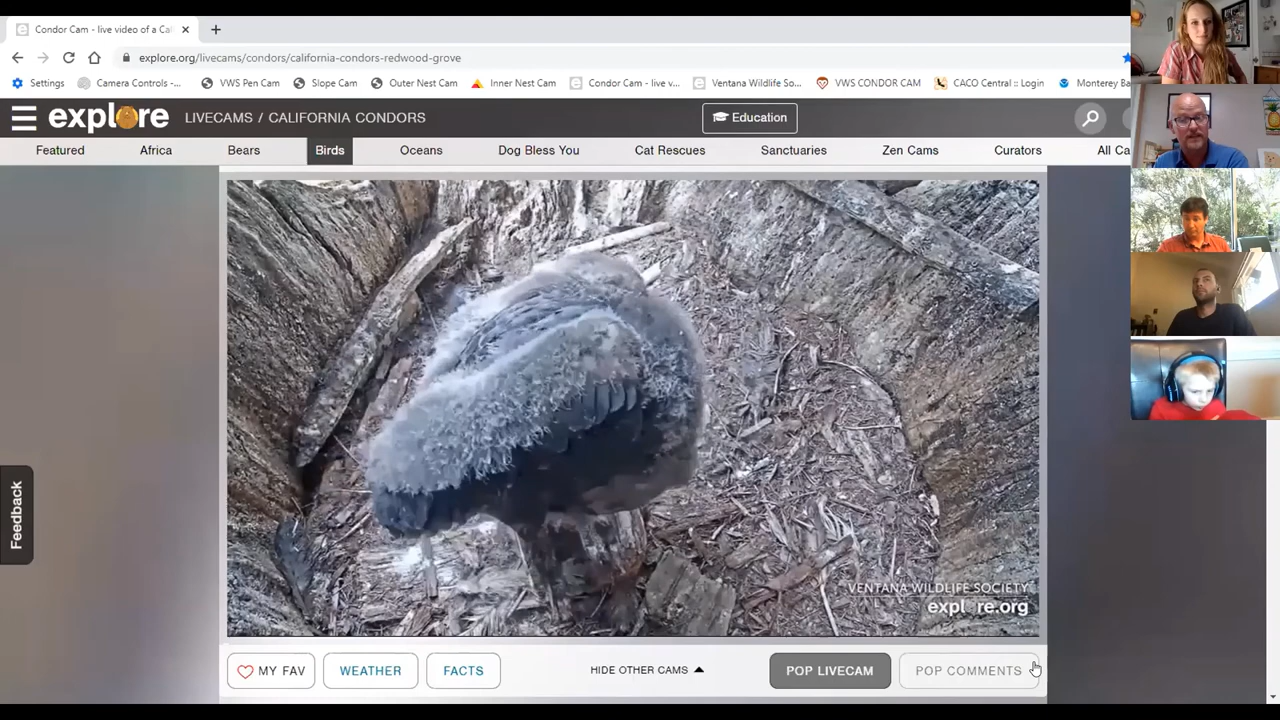 Condor Cam - live video of a Cal
explore.org/livecams/condors/california-condors-redwood-grove
Settings Camera Controls -... VWS Pen Cam Slope Cam Outer Nest Cam Inner Nest Cam Condor Cam - live v... Ventana Wildlife So... VWS CONDOR CAM CACO Central :: Login Monterey Ba
explore LIVECAMS / CALIFORNIA CONDORS Education
Featured Africa Bears Birds Oceans Dog Bless You Cat Rescues Sanctuaries Zen Cams Curators All Ca
Feedback
VENTANA WILDLIFE SOCIETY
explore.org
MY FAV WEATHER FACTS HIDE OTHER CAMS POP LIVECAM POP COMMENTS